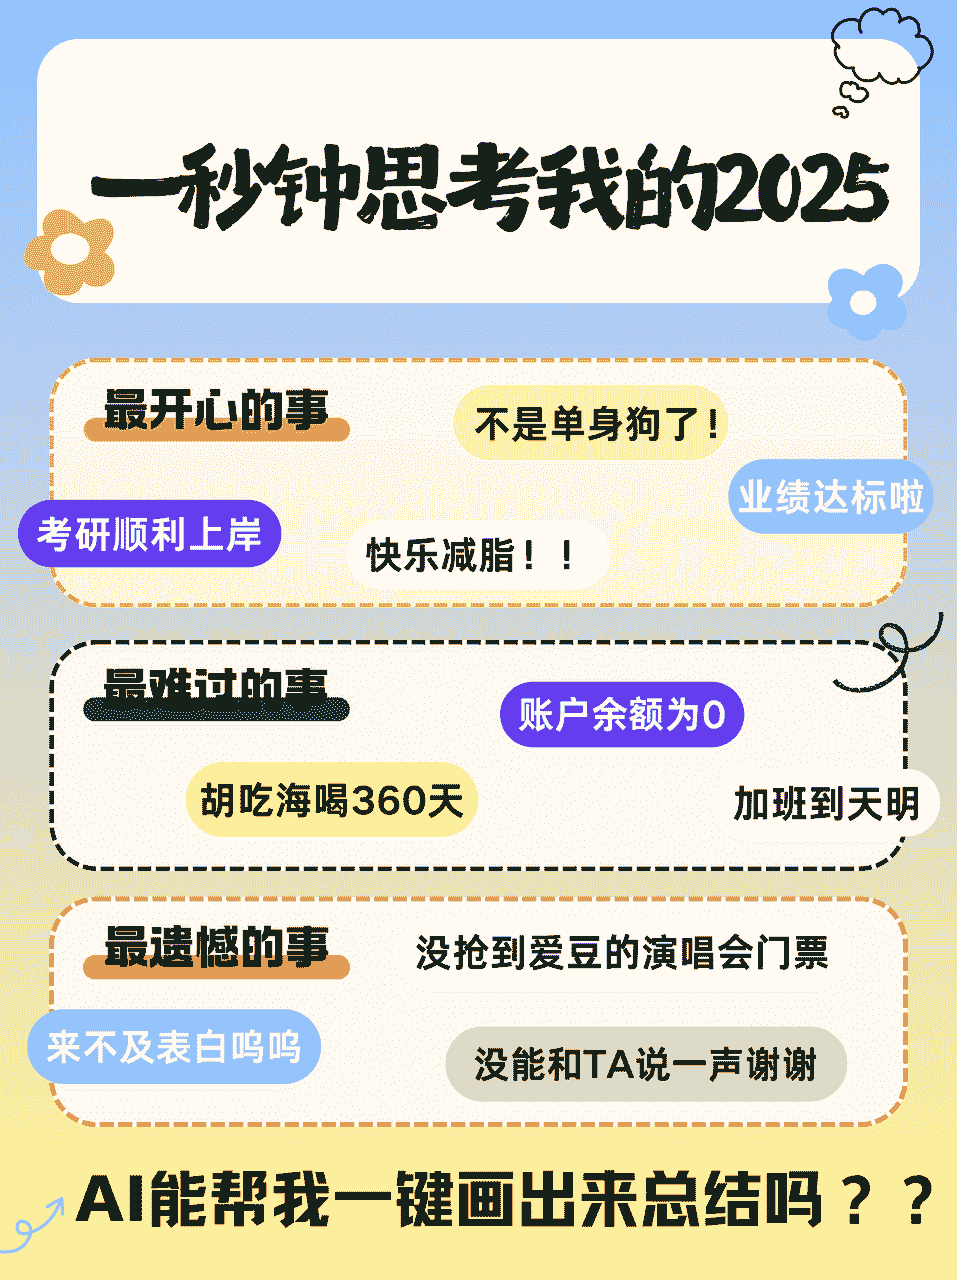 一秒钟思考我的2025
最开心的事
不是单身狗了！
业绩达标啦
考研顺利上岸
快乐减脂！！
最难过的事
账户余额为0
胡吃海喝360天
加班到天明
最遗憾的事
没抢到爱豆的演唱会门票
来不及表白呜呜
没能和TA说一声谢谢
AI能帮我一键画出来总结吗？？